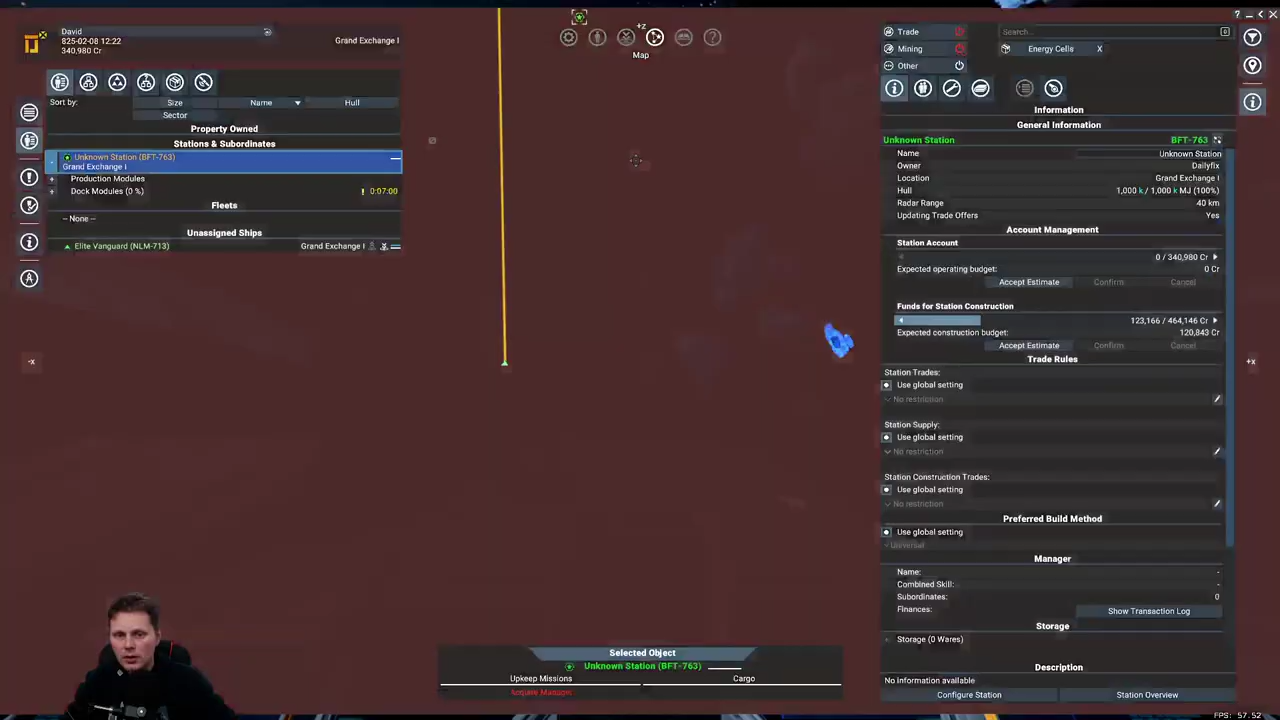 David
825-02-08 12:22
340,980 Cr
Grand Exchange I
Sort by:
Size
Name
Hull
Sector
Property Owned
Stations & Subordinates
Unknown Station (BFT-763)
Grand Exchange I
Production Modules
Dock Modules (0 %)
! 0:07:00
Fleets
-- None --
Unassigned Ships
Elite Vanguard (NLM-713)
Grand Exchange I
+z
Map
-x
+x
Selected Object
Unknown Station (BFT-763)
Upkeep Missions
Cargo
Acquire Manager
Trade
Mining
Other
Search...
Energy Cells
X
Information
General Information
Unknown Station
BFT-763
Name
Unknown Station
Owner
Dailyfix
Location
Grand Exchange I
Hull
1,000 k / 1,000 k MJ (100%)
Radar Range
40 km
Updating Trade Offers
Yes
Account Management
Station Account
0 / 340,980 Cr
Expected operating budget:
0 Cr
Accept Estimate
Confirm
Cancel
Funds for Station Construction
123,166 / 464,146 Cr
Expected construction budget:
120,843 Cr
Accept Estimate
Confirm
Cancel
Trade Rules
Station Trades:
Use global setting
No restriction
Station Supply:
Use global setting
No restriction
Station Construction Trades:
Use global setting
No restriction
Preferred Build Method
Use global setting
Universal
Manager
Name:
-
Combined Skill:
-
Subordinates:
0
Finances:
Show Transaction Log
Storage
Storage (0 Wares)
Description
No information available
Configure Station
Station Overview
FPS: 57.52